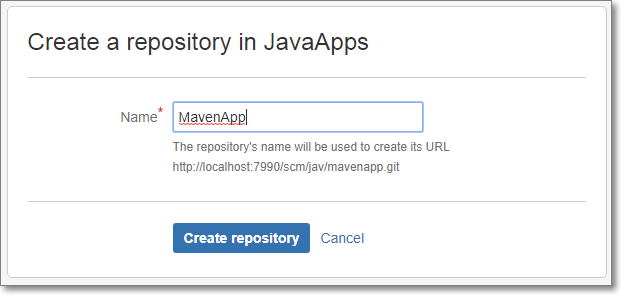 Create a repository in JavaApps
Name*
MavenApp
The repository's name will be used to create its URL
http://localhost:7990/scm/jav/mavenapp.git
Create repository
Cancel